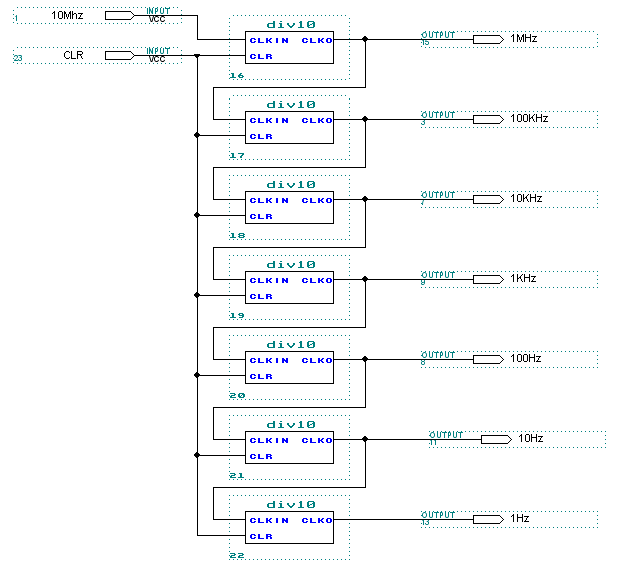 1 10Mhz INPUT VCC
23 CLR INPUT VCC
div10
CLKIN CLKO
CLR
16
OUTPUT 15 1MHz
div10
CLKIN CLKO
CLR
17
OUTPUT 3 100KHz
div10
CLKIN CLKO
CLR
18
OUTPUT 7 10KHz
div10
CLKIN CLKO
CLR
19
OUTPUT 9 1KHz
div10
CLKIN CLKO
CLR
20
OUTPUT 100Hz
div10
CLKIN CLKO
CLR
21
OUTPUT 11 10Hz
div10
CLKIN CLKO
CLR
22
OUTPUT 13 1Hz